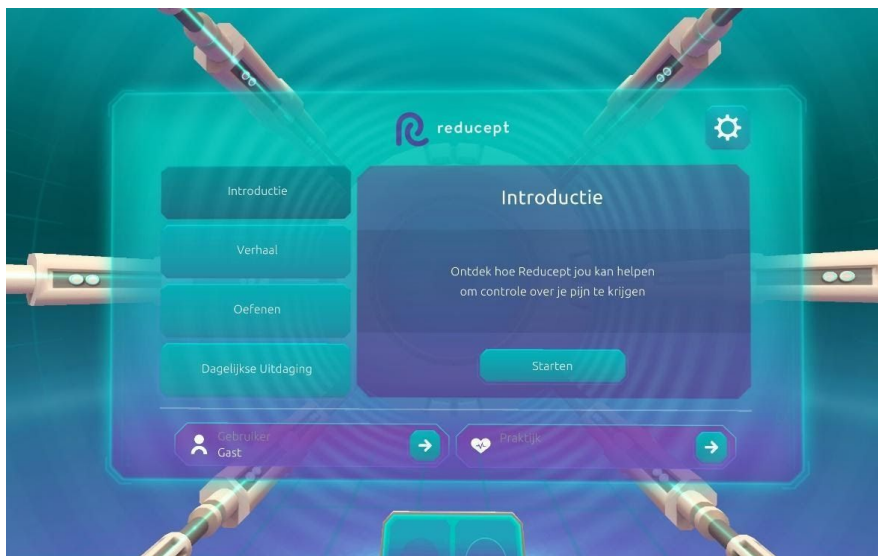 reducept
Introductie
Verhaal
Oefenen
Dagelijkse Uitdaging
Introductie
Ontdek hoe Reducept jou kan helpen
om controle over je pijn te krijgen
Starten
Gebruiker
Gast
Praktijk